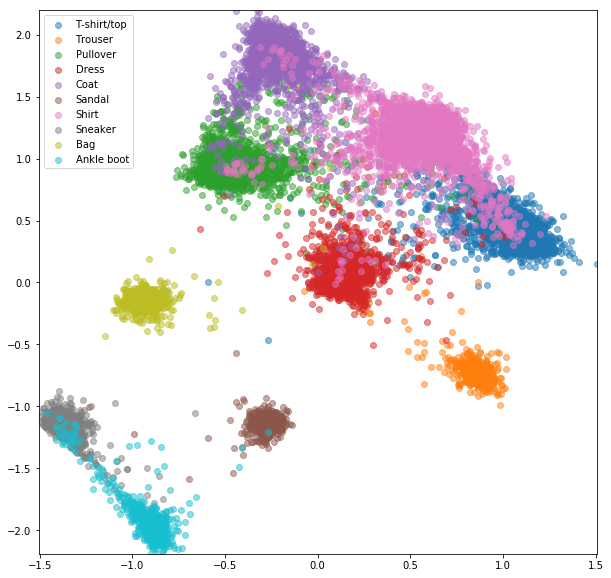 T-shirt/top
Trouser
Pullover
Dress
Coat
Sandal
Shirt
Sneaker
Bag
Ankle boot
2.0
1.5
1.0
0.5
0.0
−0.5
−1.0
−1.5
−2.0
−1.5 −1.0 −0.5 0.0 0.5 1.0 1.5